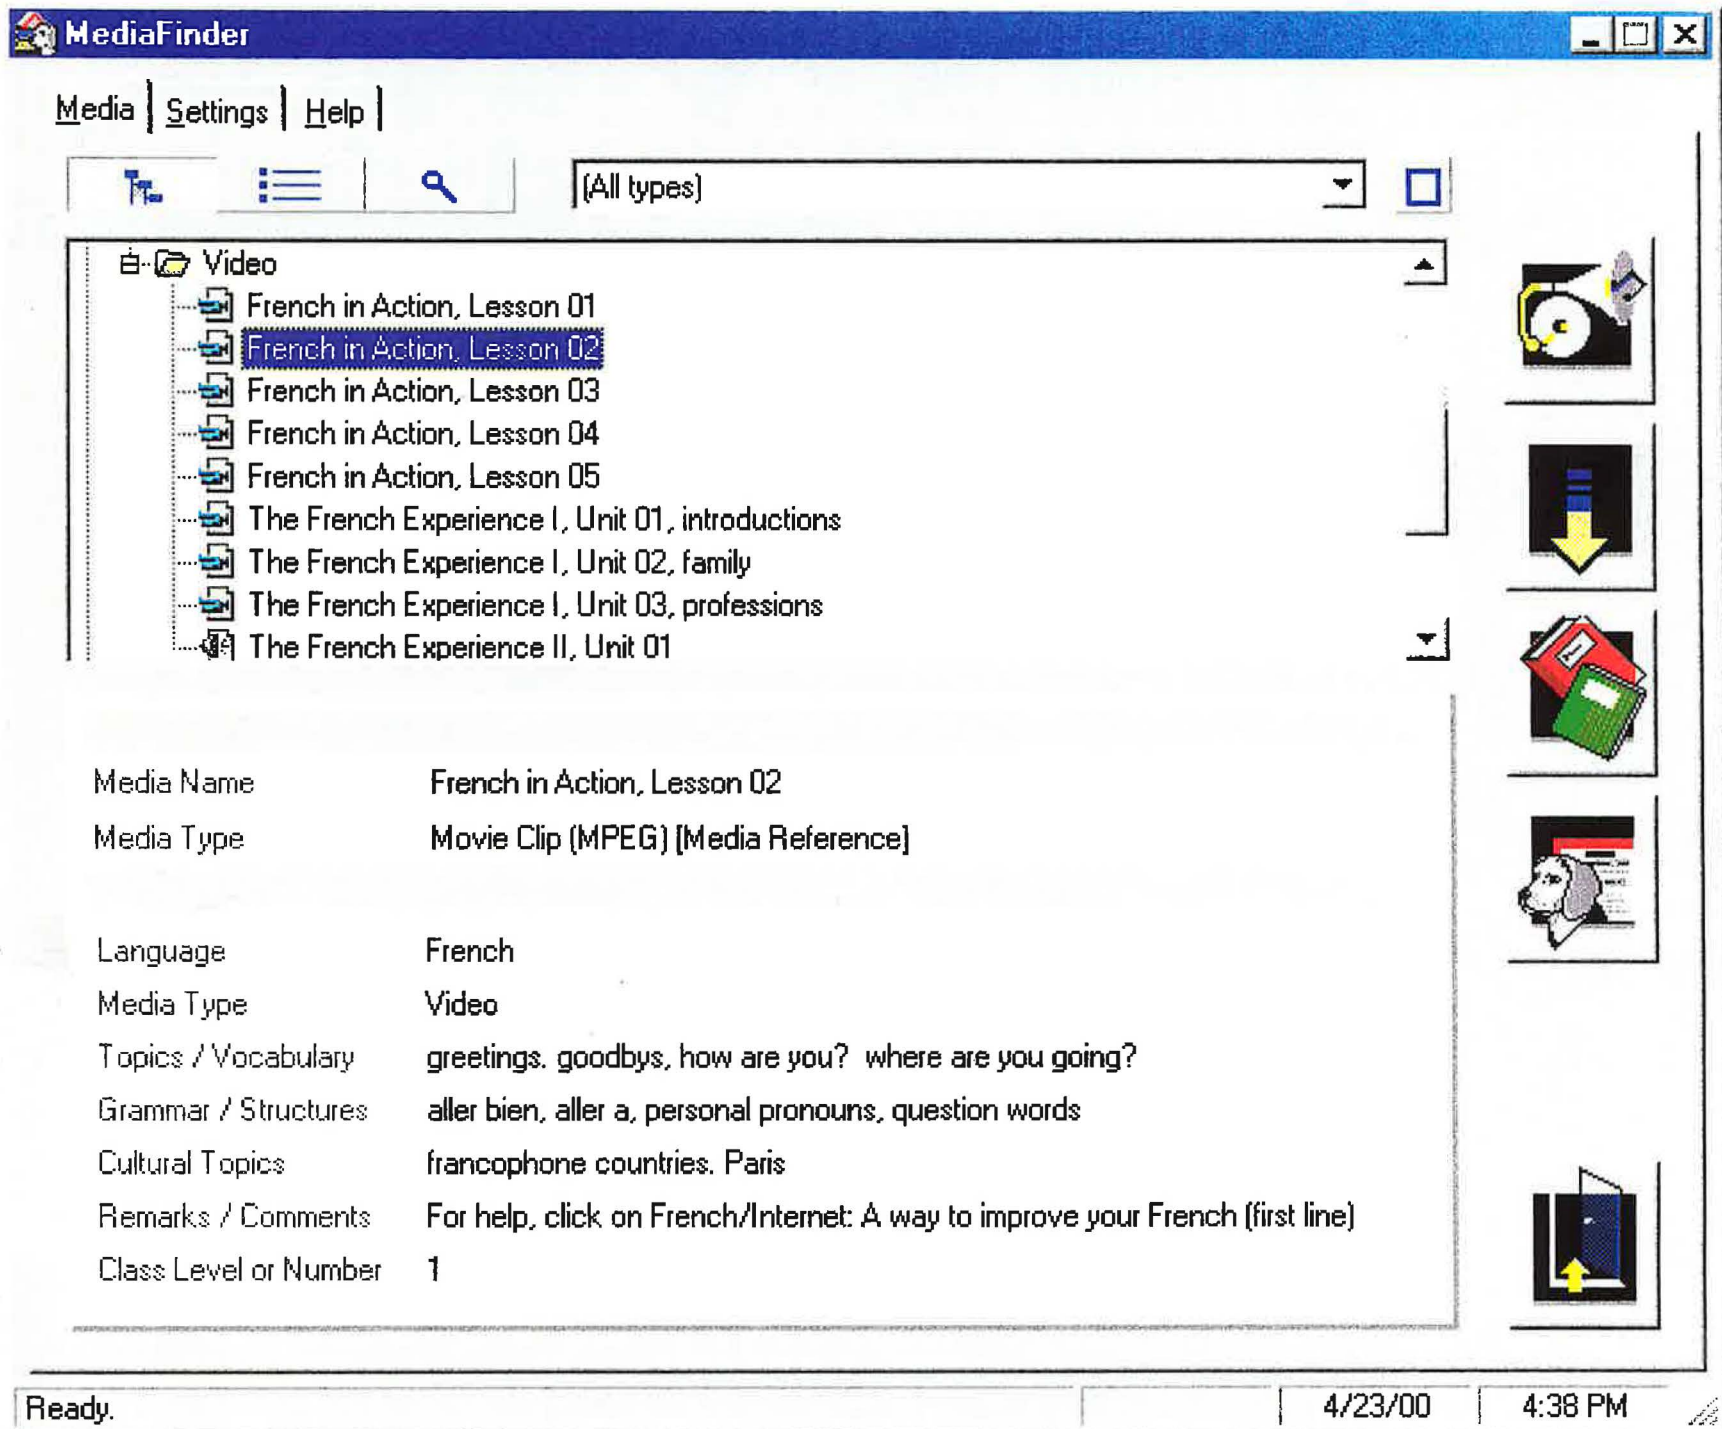 MediaFinder
Media | Settings | Help |
(All types)
Video
French in Action, Lesson 01
French in Action, Lesson 02
French in Action, Lesson 03
French in Action, Lesson 04
French in Action, Lesson 05
The French Experience I, Unit 01, introductions
The French Experience I, Unit 02, family
The French Experience I, Unit 03, professions
The French Experience II, Unit 01
Media Name French in Action, Lesson 02
Media Type Movie Clip (MPEG) [Media Reference]
Language French
Media Type Video
Topics / Vocabulary greetings. goodbys, how are you? where are you going?
Grammar / Structures aller bien, aller a, personal pronouns, question words
Cultural Topics francophone countries. Paris
Remarks / Comments For help, click on French/Internet: A way to improve your French (first line)
Class Level or Number 1
Ready. 4/23/00 4:38 PM